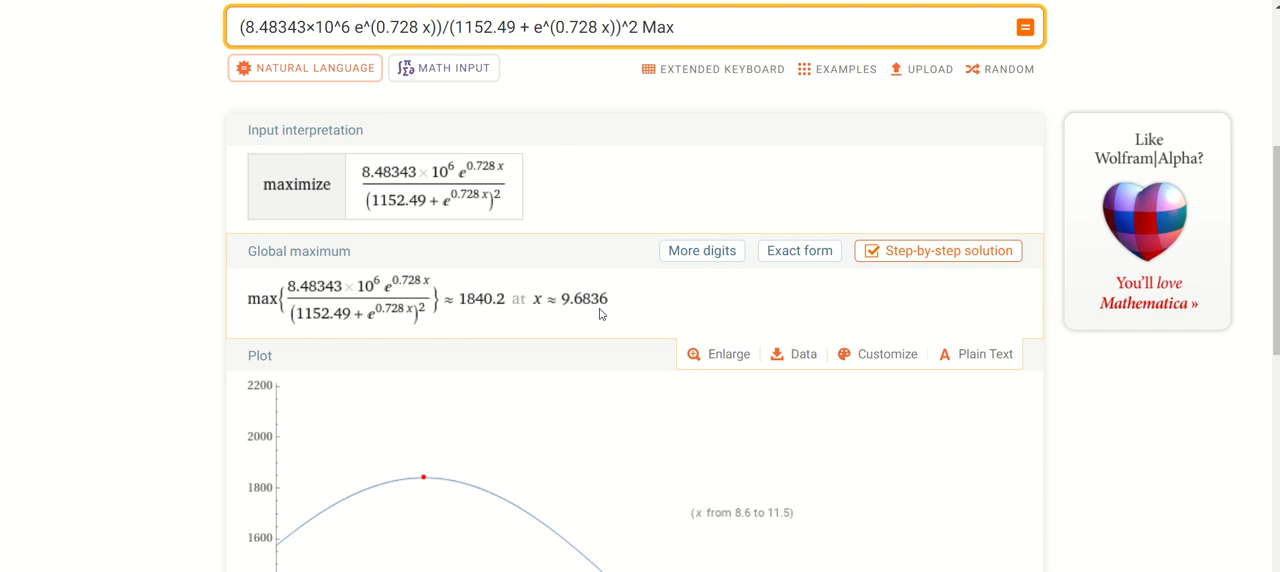 (8.48343×10^6 e^(0.728 x))/(1152.49 + e^(0.728 x))^2 Max
NATURAL LANGUAGE
MATH INPUT
EXTENDED KEYBOARD
EXAMPLES
UPLOAD
RANDOM
Input interpretation
maximize
8.48343 × 10^6 e^0.728 x
(1152.49 + e^0.728 x)^2
Global maximum
More digits
Exact form
Step-by-step solution
max{8.48343 × 10^6 e^0.728 x / (1152.49 + e^0.728 x)^2} ≈ 1840.2 at x ≈ 9.6836
Plot
Enlarge
Data
Customize
A Plain Text
2200
2000
1800
1600
(x from 8.6 to 11.5)
Like
Wolfram|Alpha?
You'll love
Mathematica »